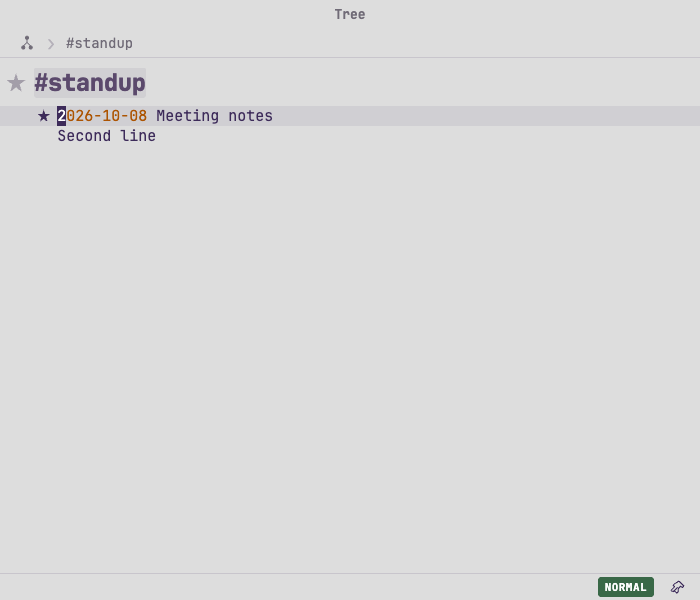 Tree
#standup
#standup
2026-10-08 Meeting notes
Second line
NORMAL